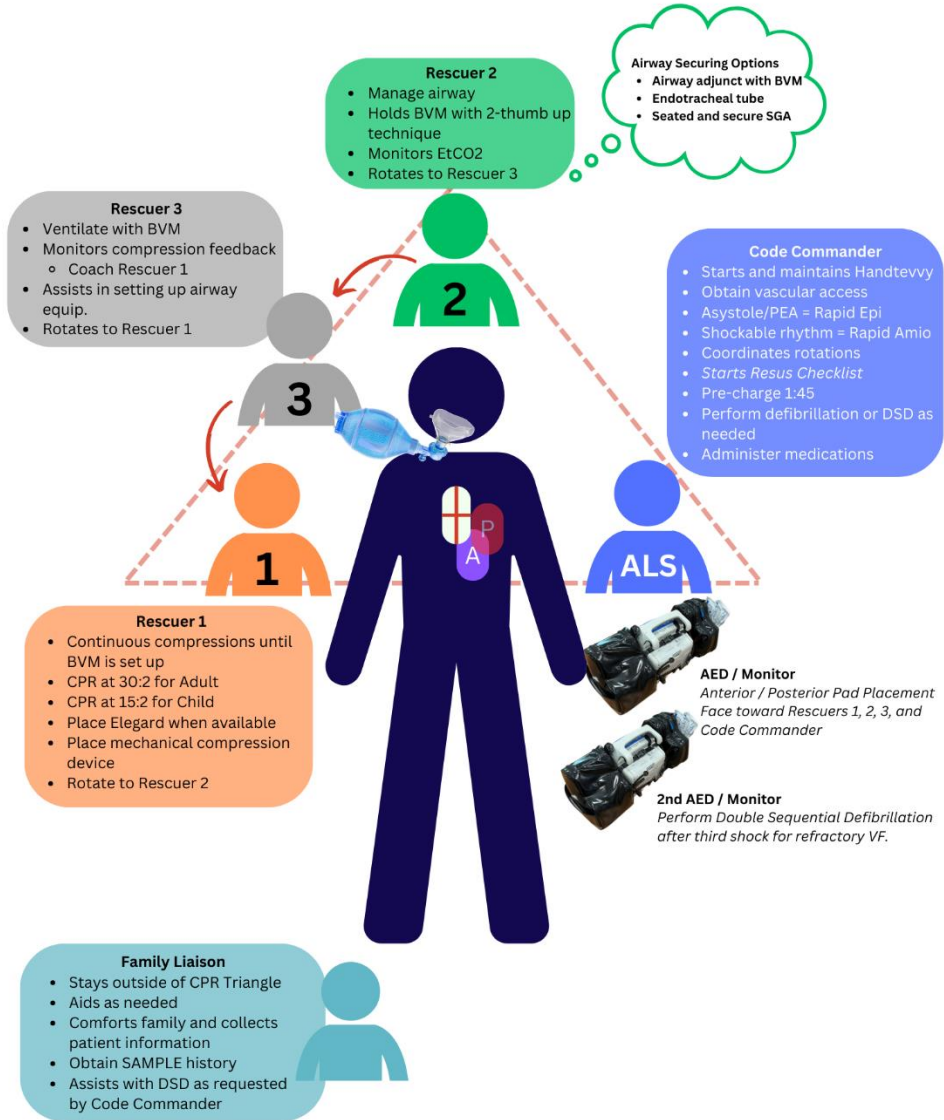 Airway Securing Options
• Airway adjunct with BVM
• Endotracheal tube
• Seated and secure SGA
Rescuer 2
• Manage airway
• Holds BVM with 2-thumb up
technique
• Monitors EtCO2
• Rotates to Rescuer 3
Rescuer 3
• Ventilate with BVM
• Monitors compression feedback
○ Coach Rescuer 1
• Assists in setting up airway
equip.
• Rotates to Rescuer 1
Code Commander
• Starts and maintains Handtevvy
• Obtain vascular access
• Asystole/PEA = Rapid Epi
• Shockable rhythm = Rapid Amio
• Coordinates rotations
• Starts Resus Checklist
• Pre-charge 1:45
• Perform defibrillation or DSD as
needed
• Administer medications
2
3
1
P
A
ALS
Rescuer 1
• Continuous compressions until
BVM is set up
• CPR at 30:2 for Adult
• CPR at 15:2 for Child
• Place Elegard when available
• Place mechanical compression
device
• Rotate to Rescuer 2
AED / Monitor
Anterior / Posterior Pad Placement
Face toward Rescuers 1, 2, 3, and
Code Commander
2nd AED / Monitor
Perform Double Sequential Defibrillation
after third shock for refractory VF.
Family Liaison
• Stays outside of CPR Triangle
• Aids as needed
• Comforts family and collects
patient information
• Obtain SAMPLE history
• Assists with DSD as requested
by Code Commander